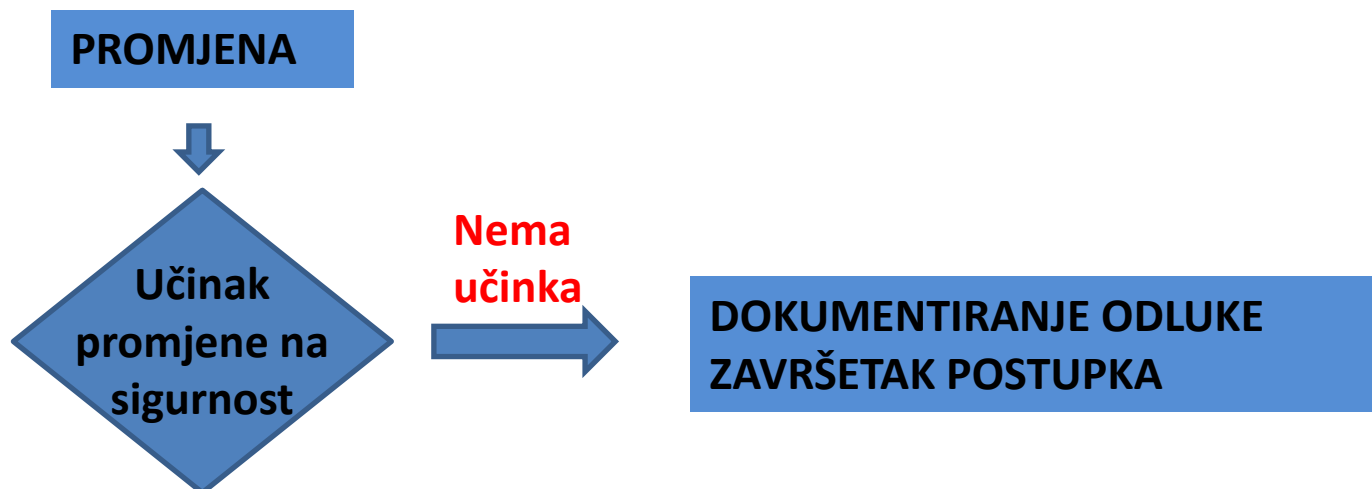 PROMJENA
Učinak
promjene na
sigurnost
Nema
učinka
DOKUMENTIRANJE ODLUKE
ZAVRŠETAK POSTUPKA